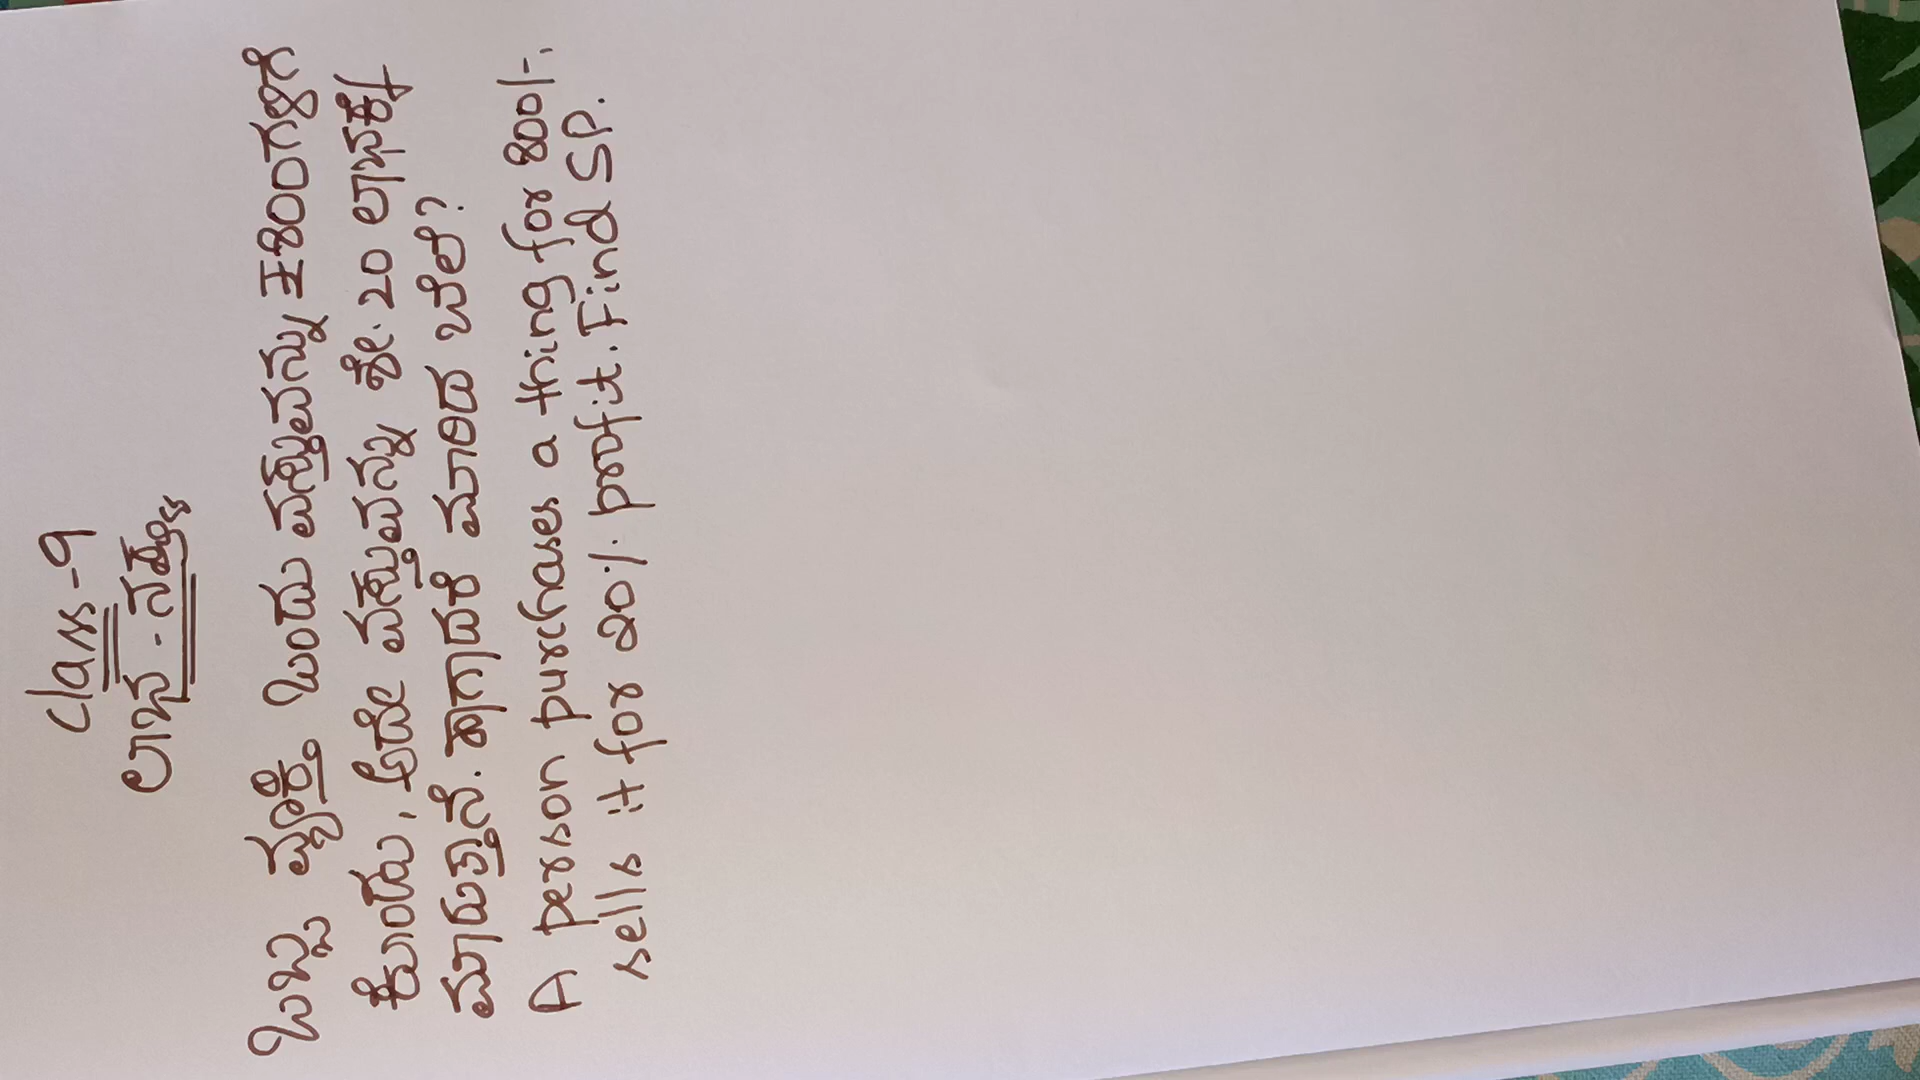 Class-9
ಲಾಭ - ನಷ್ಟ
ಒಬ್ಬ ವ್ಯಕ್ತಿ ಒಂದು ವಸ್ತುವನ್ನು ₹800ಗಳಿಗೆ
ಕೊಂಡು, ಅದೇ ವಸ್ತುವನ್ನು ಶೇ.20 ಲಾಭಕ್ಕೆ
ಮಾರುತ್ತಾನೆ. ಹಾಗಾದರೆ ಮಾರಿದ ಬೆಲೆ?
A person purchases a thing for 800/-.
sells it for 20% profit. Find SP.